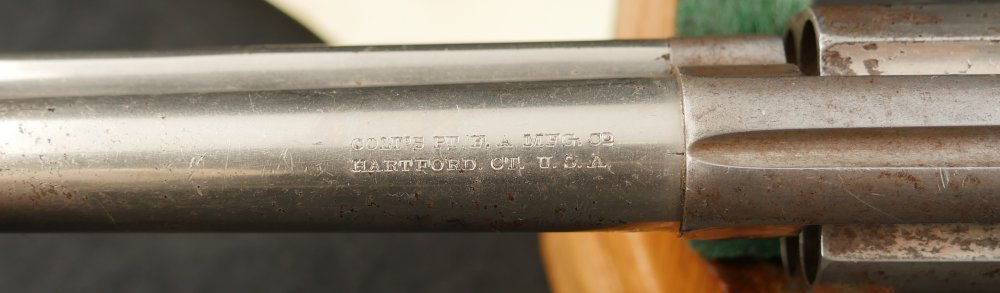 COLT'S PT. F. A. MFG. CO
HARTFORD. CT. U.S.A.